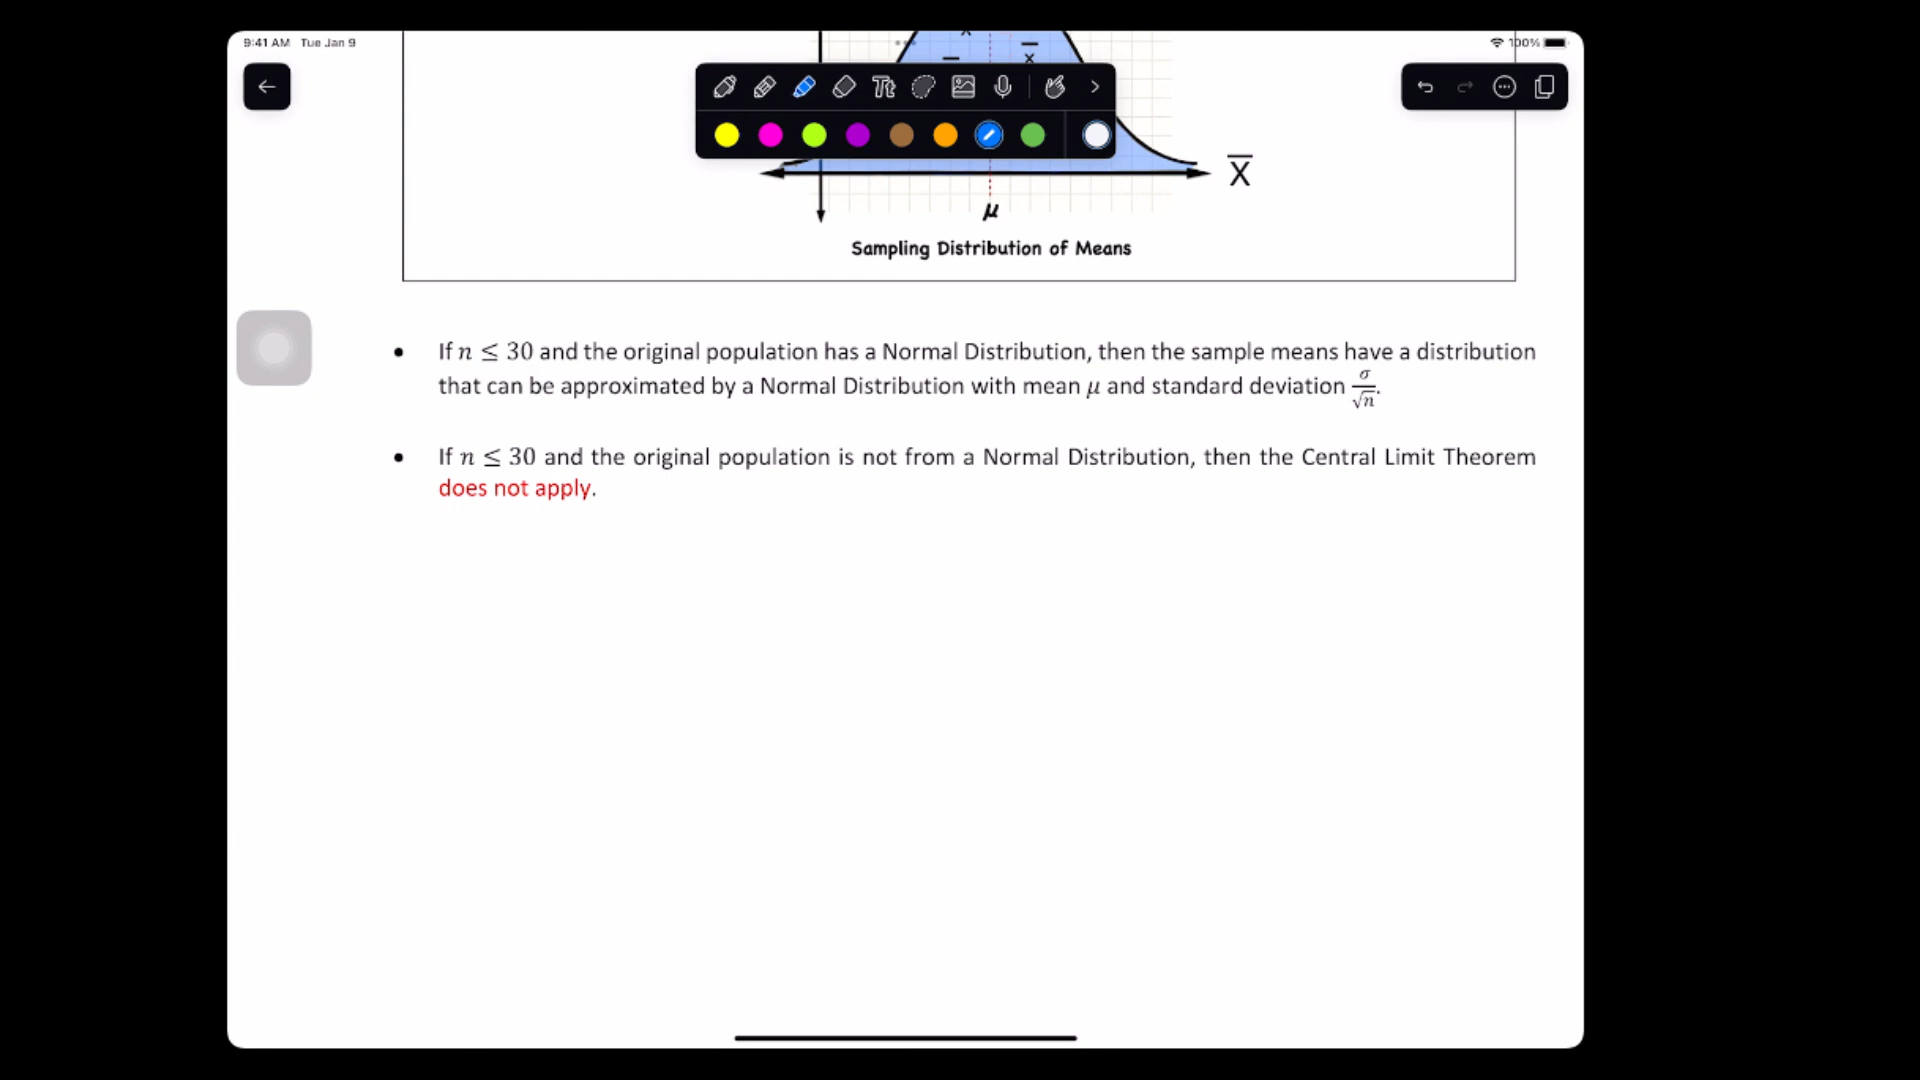 9:41 AM Tue Jan 9
100%
Tt
x
x
X
μ
Sampling Distribution of Means
• If n ≤ 30 and the original population has a Normal Distribution, then the sample means have a distribution
that can be approximated by a Normal Distribution with mean μ and standard deviation σ/√n.
• If n ≤ 30 and the original population is not from a Normal Distribution, then the Central Limit Theorem
does not apply.